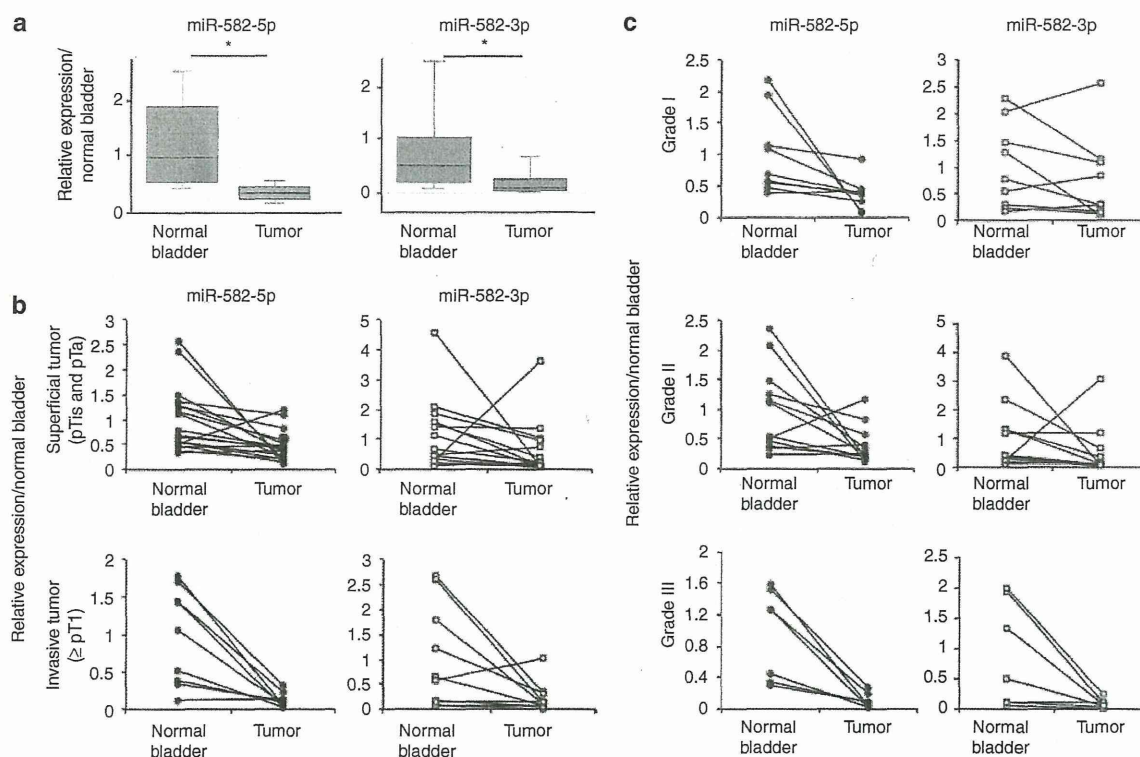 a
miR-582-5p
miR-582-3p
*
*
Relative expression/
normal bladder
2
1
0
2
1
0
Normal
bladder
Tumor
Normal
bladder
Tumor
b
miR-582-5p
miR-582-3p
Relative expression/normal bladder
Superficial tumor
(pTis and pTa)
3
2.5
2
1.5
1
0.5
0
5
4
3
2
1
0
Normal
bladder
Tumor
Normal
bladder
Tumor
Invasive tumor
(≥ pT1)
2
1.5
1
0.5
0
3
2.5
2
1.5
1
0.5
0
Normal
bladder
Tumor
Normal
bladder
Tumor
c
miR-582-5p
miR-582-3p
Relative expression/normal bladder
Grade I
2.5
2
1.5
1
0.5
0
3
2.5
2
1.5
1
0.5
0
Normal
bladder
Tumor
Normal
bladder
Tumor
Grade II
2.5
2
1.5
1
0.5
0
5
4
3
2
1
0
Normal
bladder
Tumor
Normal
bladder
Tumor
Grade III
2
1.6
1.2
0.8
0.4
0
2.5
2
1.5
1
0.5
0
Normal
bladder
Tumor
Normal
bladder
Tumor